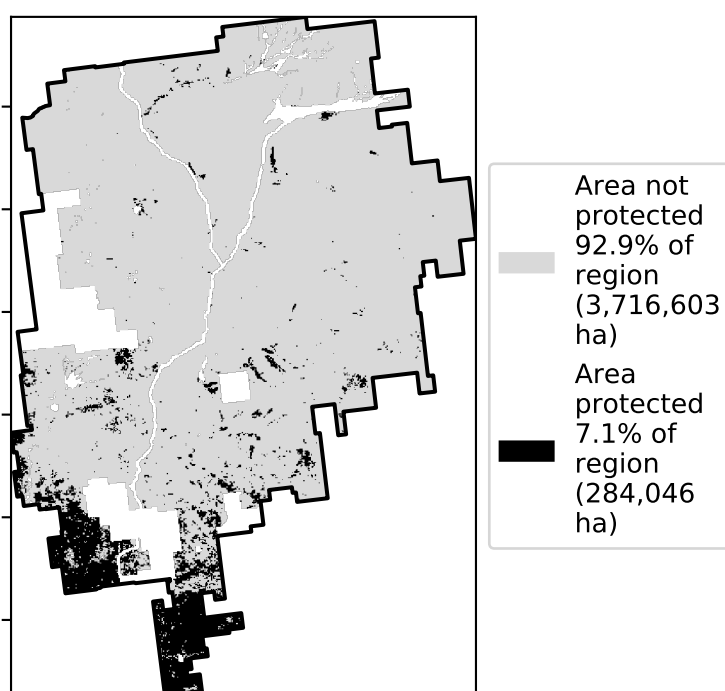 Area not
protected
92.9% of
region
(3,716,603
ha)
Area
protected
7.1% of
region
(284,046
ha)